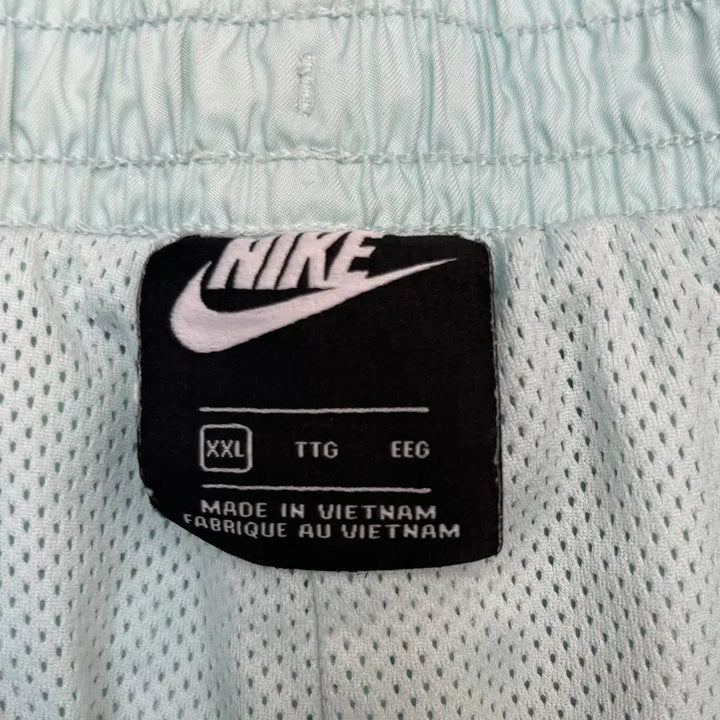 NIKE
XXL TTG EEG
MADE IN VIETNAM
FABRIQUE AU VIETNAM